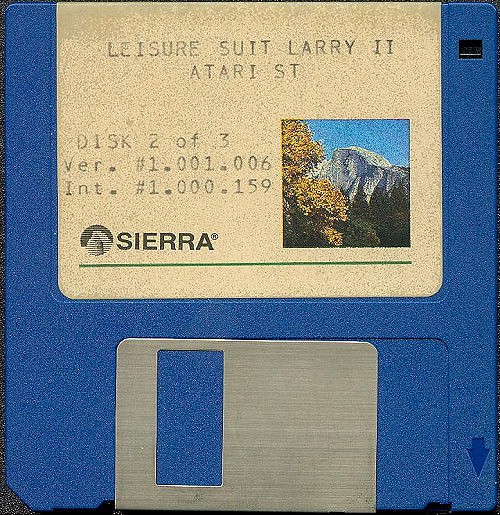 LEISURE SUIT LARRY II
ATARI ST
DISK 2 of 3
Ver. #1.001.006
Int. #1.000.159
SIERRA®